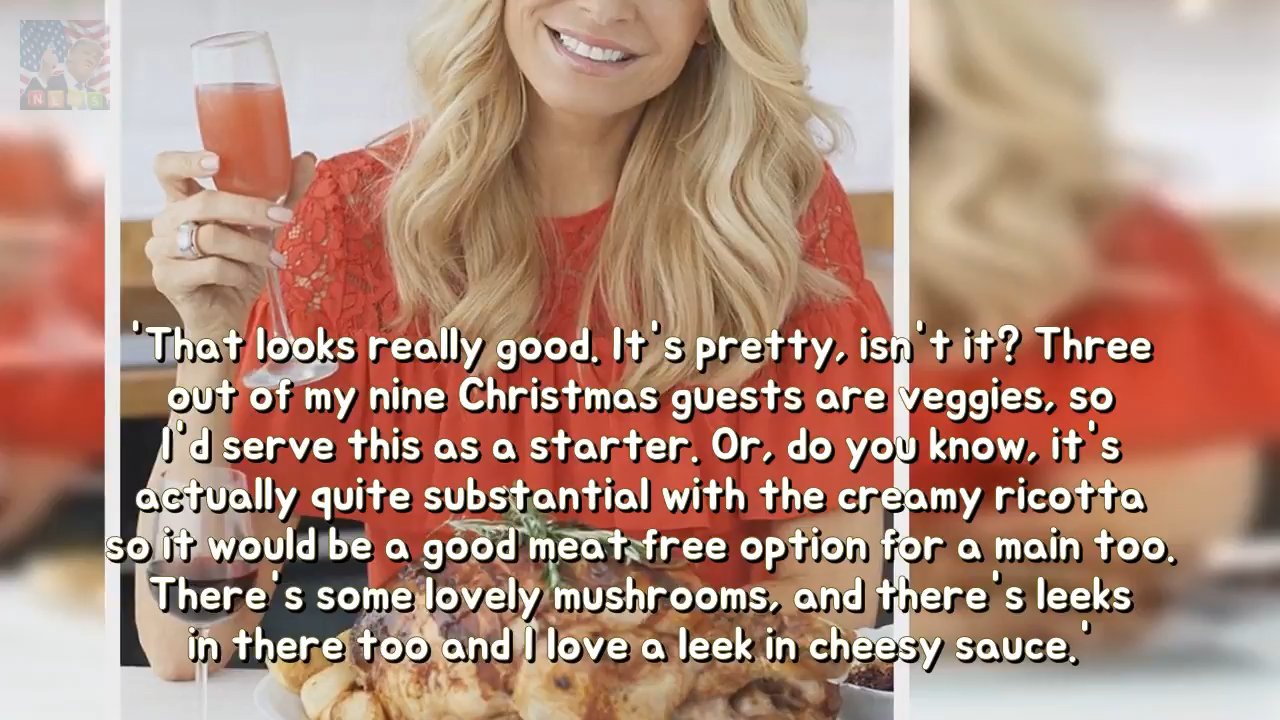 NEWS
'That looks really good. It's pretty, isn't it? Three
out of my nine Christmas guests are veggies, so
I'd serve this as a starter. Or, do you know, it's
actually quite substantial with the creamy ricotta
so it would be a good meat free option for a main too.
There's some lovely mushrooms, and there's leeks
in there too and I love a leek in cheesy sauce.'